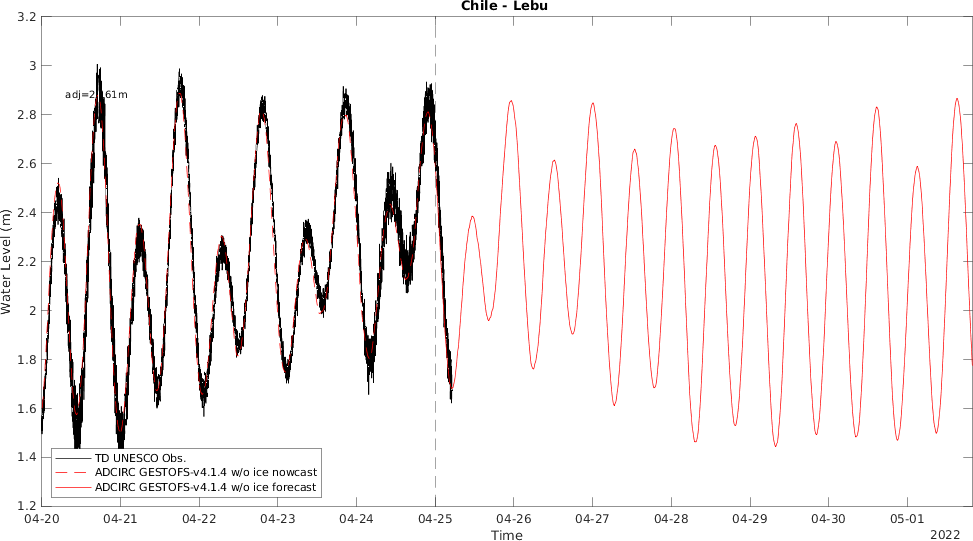 Chile - Lebu
3.2
3
2.8
2.6
2.4
2.2
2
1.8
1.6
1.4
1.2
Water Level (m)
TD UNESCO Obs.
ADCIRC GESTOFS-v4.1.4 w/o ice nowcast
ADCIRC GESTOFS-v4.1.4 w/o ice forecast
04-20 04-21 04-22 04-23 04-24 04-25 04-26 04-27 04-28 04-29 04-30 05-01
Time
2022